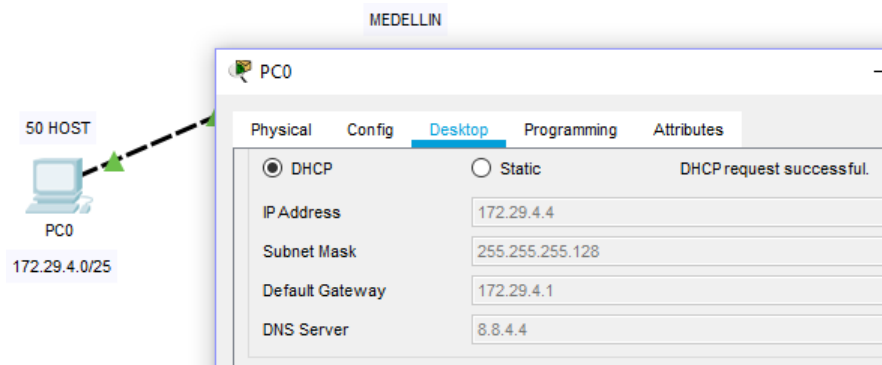 MEDELLIN
PC0
50 HOST
Physical Config Desktop Programming Attributes
DHCP Static DHCP request successful.
IP Address 172.29.4.4
Subnet Mask 255.255.255.128
PC0
Default Gateway 172.29.4.1
172.29.4.0/25
DNS Server 8.8.4.4